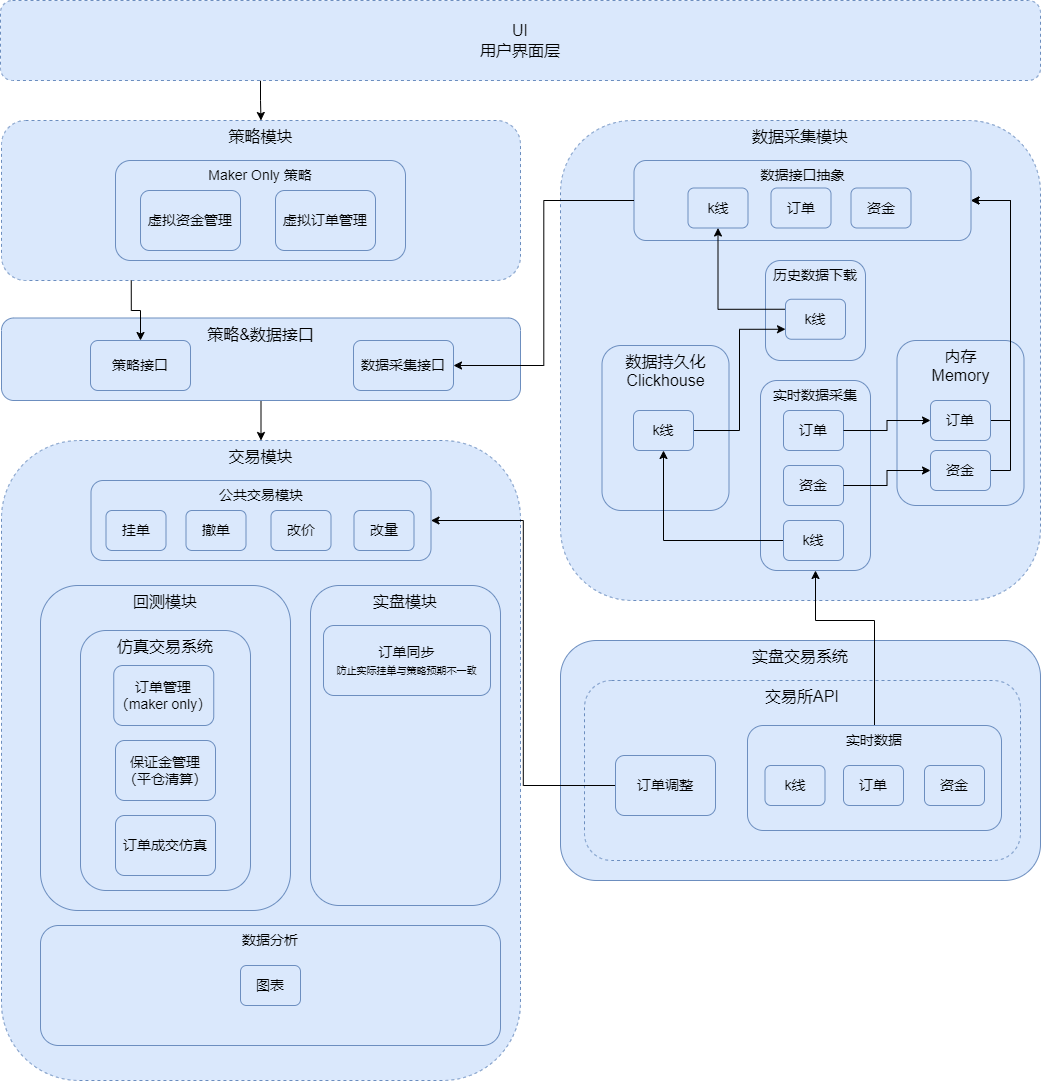 UI
用户界面层
策略模块
Maker Only 策略
虚拟资金管理
虚拟订单管理
策略&数据接口
策略接口
数据采集接口
交易模块
公共交易模块
挂单
撤单
改价
改量
回测模块
仿真交易系统
订单管理
（maker only）
保证金管理
（平仓清算）
订单成交仿真
实盘模块
订单同步
防止实际挂单与策略预期不一致
数据分析
图表
数据采集模块
数据接口抽象
k线
订单
资金
历史数据下载
k线
数据持久化
Clickhouse
k线
实时数据采集
订单
资金
k线
内存
Memory
订单
资金
实盘交易系统
交易所API
订单调整
实时数据
k线
订单
资金